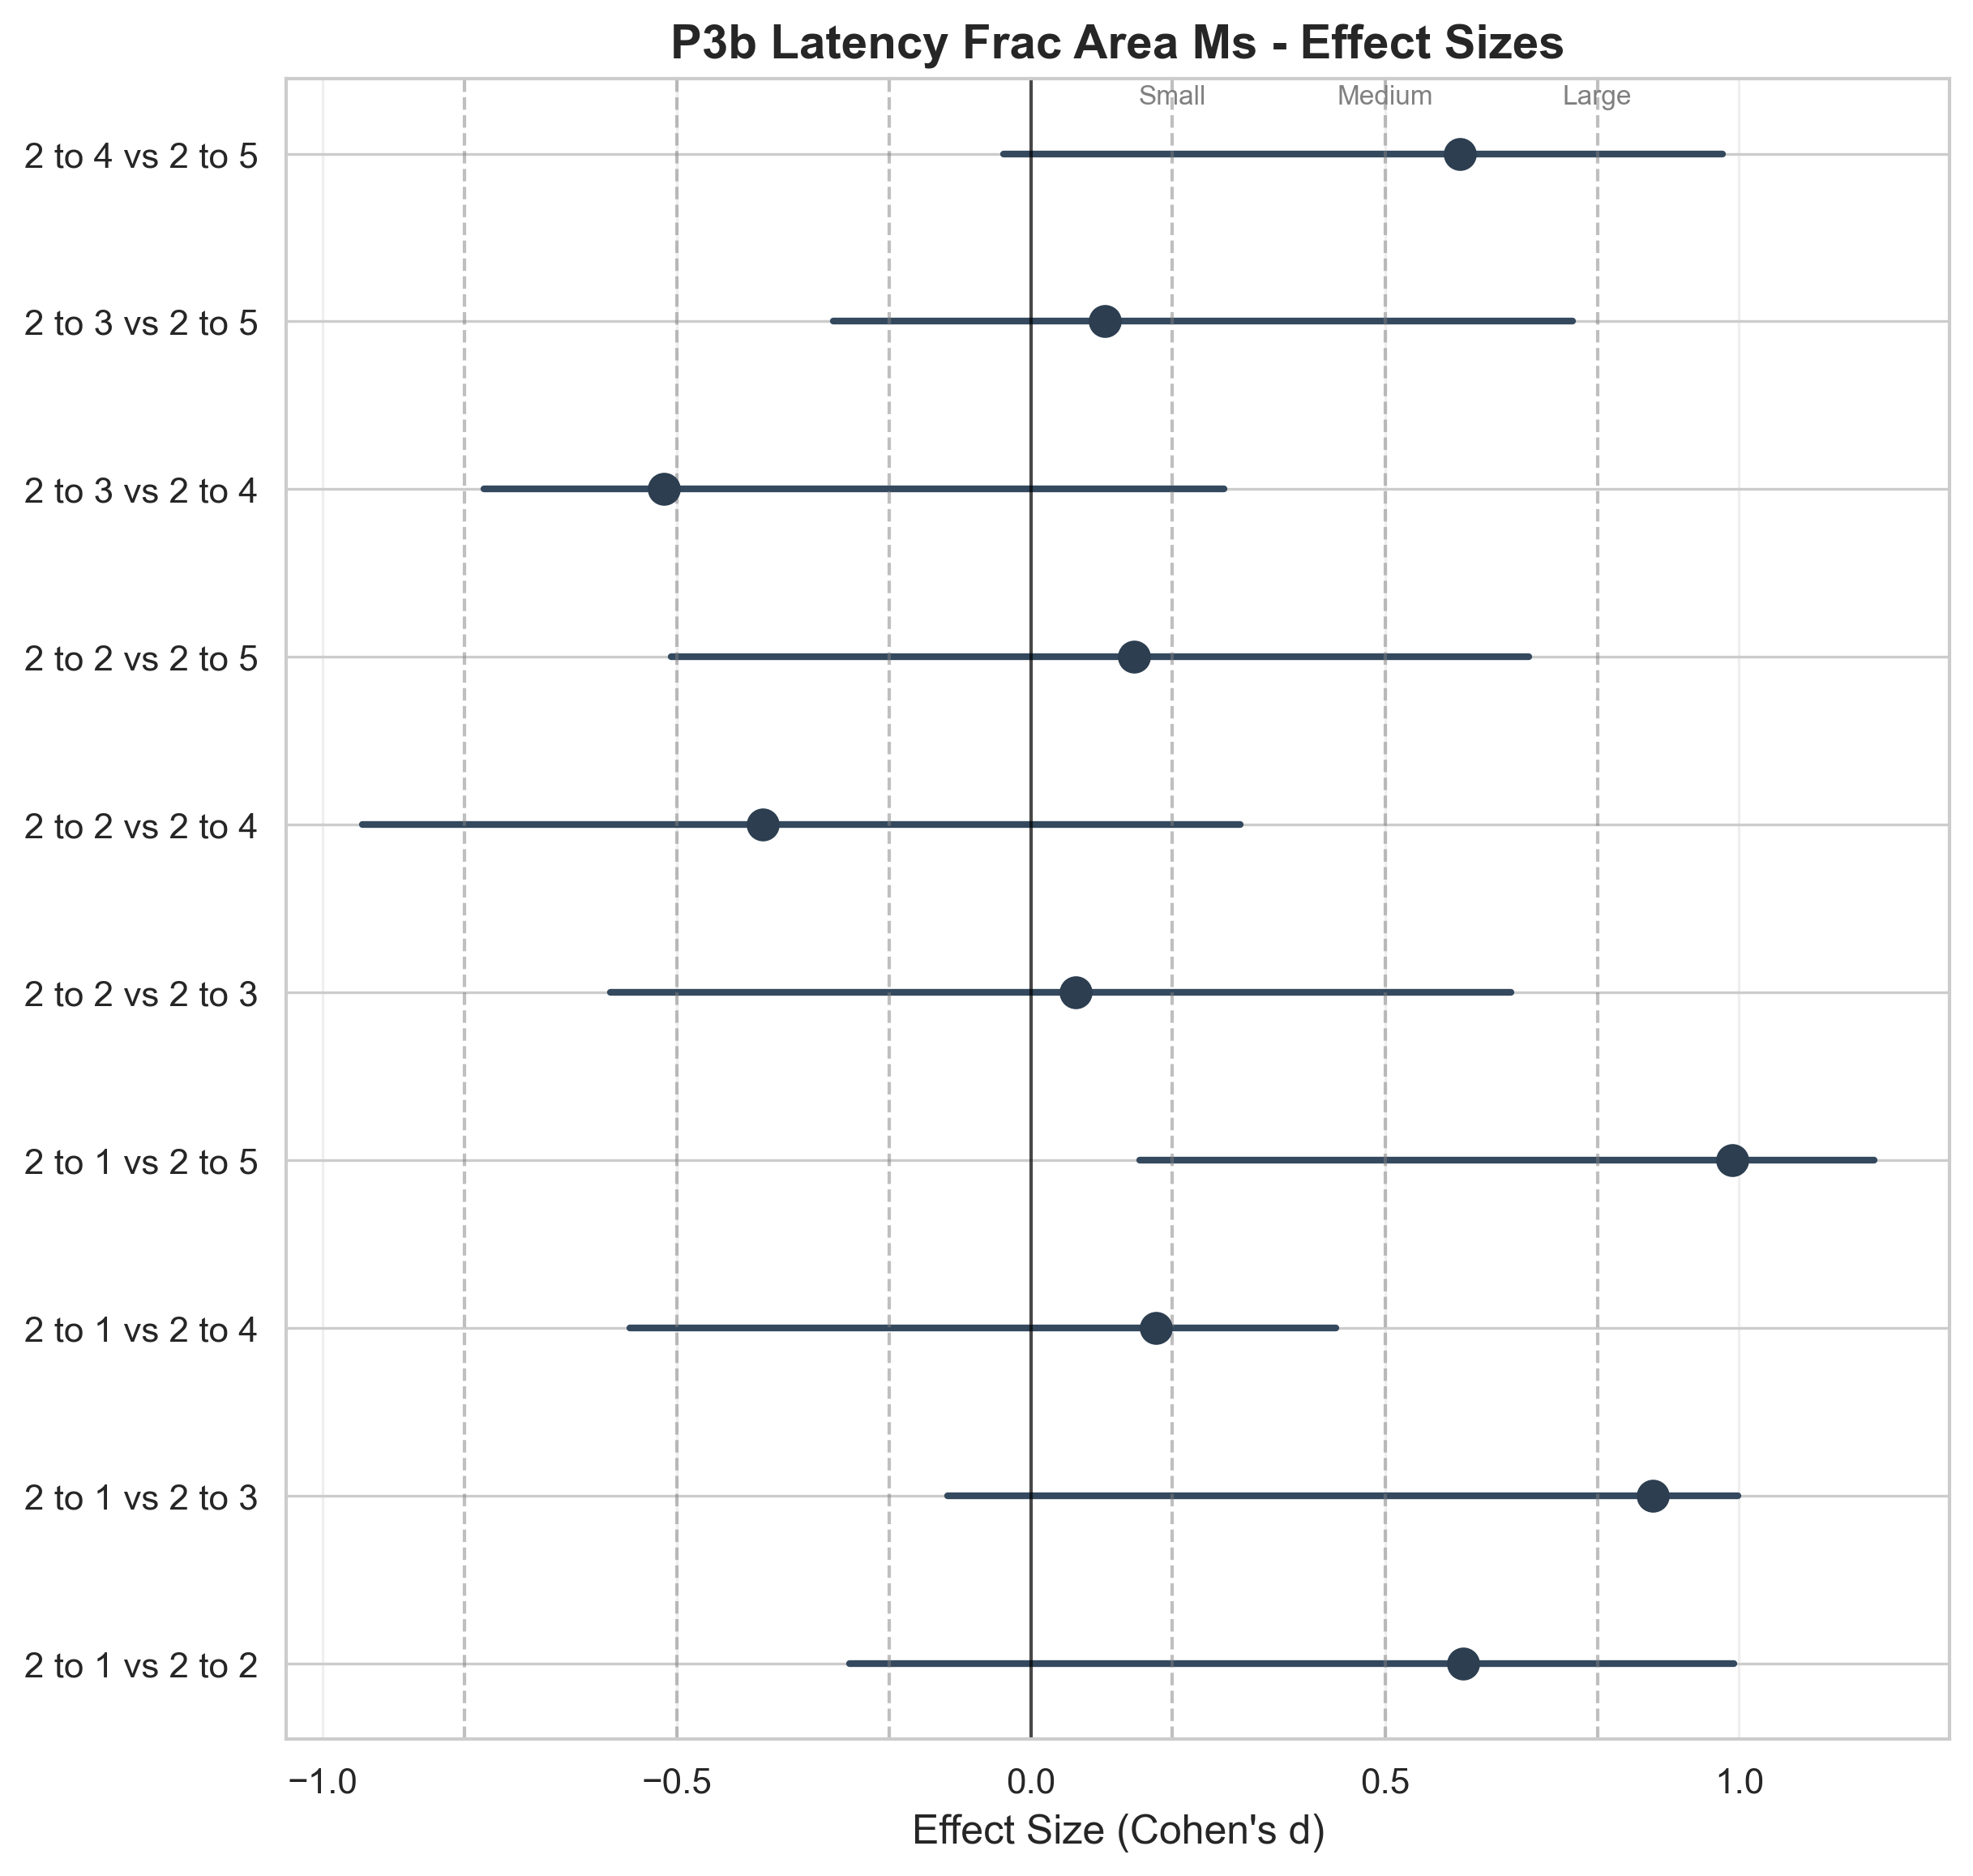 P3b Latency Frac Area Ms - Effect Sizes
Small Medium Large
2 to 4 vs 2 to 5
2 to 3 vs 2 to 5
2 to 3 vs 2 to 4
2 to 2 vs 2 to 5
2 to 2 vs 2 to 4
2 to 2 vs 2 to 3
2 to 1 vs 2 to 5
2 to 1 vs 2 to 4
2 to 1 vs 2 to 3
2 to 1 vs 2 to 2
−1.0 −0.5 0.0 0.5 1.0
Effect Size (Cohen's d)